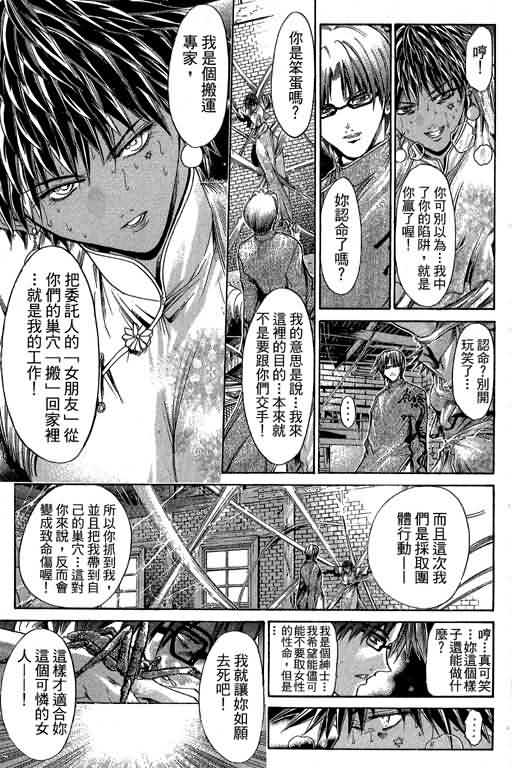 哼！
你可別以為…我中
了你的陷阱，就是
你贏了喔！
妳認命了嗎？
你是笨蛋嗎？
我是個搬運
專家，
認命？別開
玩笑了…
…
我的意思是說…我來
這裡的目的…本來就
不是要跟你們交手！
把委託人的「女朋友」從
你們的巢穴「搬」回家裡
…就是我的工作！
而且這次我
們是採取團
體行動——
所以你抓到我，
並且把我帶到自
己的巢穴…這對
你來說，反而會
變成致命傷喔！
哼…真可笑
…妳這個樣
子還能做什
麼？
我是個紳士…
我希望能儘可
能不要取女性
的性命，但是
…
我就讓妳如願
去死吧！
這樣才適合妳
這個可憐的女
人——！